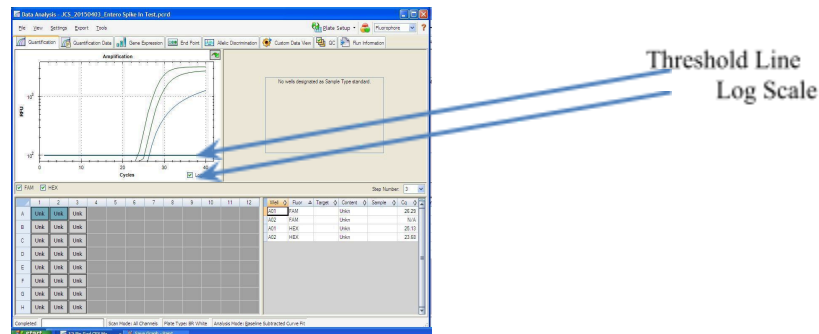 Data Analysis - JCS_20150403_Entero Spike In Test.pcrd
File View Settings Export Tools
Plate Setup Fluorophore ?
Quantification Quantification Data Gene Expression End Point Allelic Discrimination Custom Data View QC Run Information
Amplification
No wells designated as Sample Type standard.
Threshold Line
Log Scale
RFU
0 10 20 30 40
Cycles
FAM HEX
Step Number: 3
1 2 3 4 5 6 7 8 9 10 11 12
A Unk Unk Unk
B Unk Unk Unk
C Unk Unk Unk
D Unk Unk Unk
E Unk Unk Unk
F Unk Unk Unk
G Unk Unk Unk
H Unk Unk Unk
Well Fluor Target Content Sample Cq
A01 FAM Unkn
A02 FAM Unkn N/A
A01 HEX Unkn 25.13
A02 HEX Unkn
Completed Scan Mode: All Channels Plate Type: BR White Analysis Mode: Baseline Subtracted Curve Fit